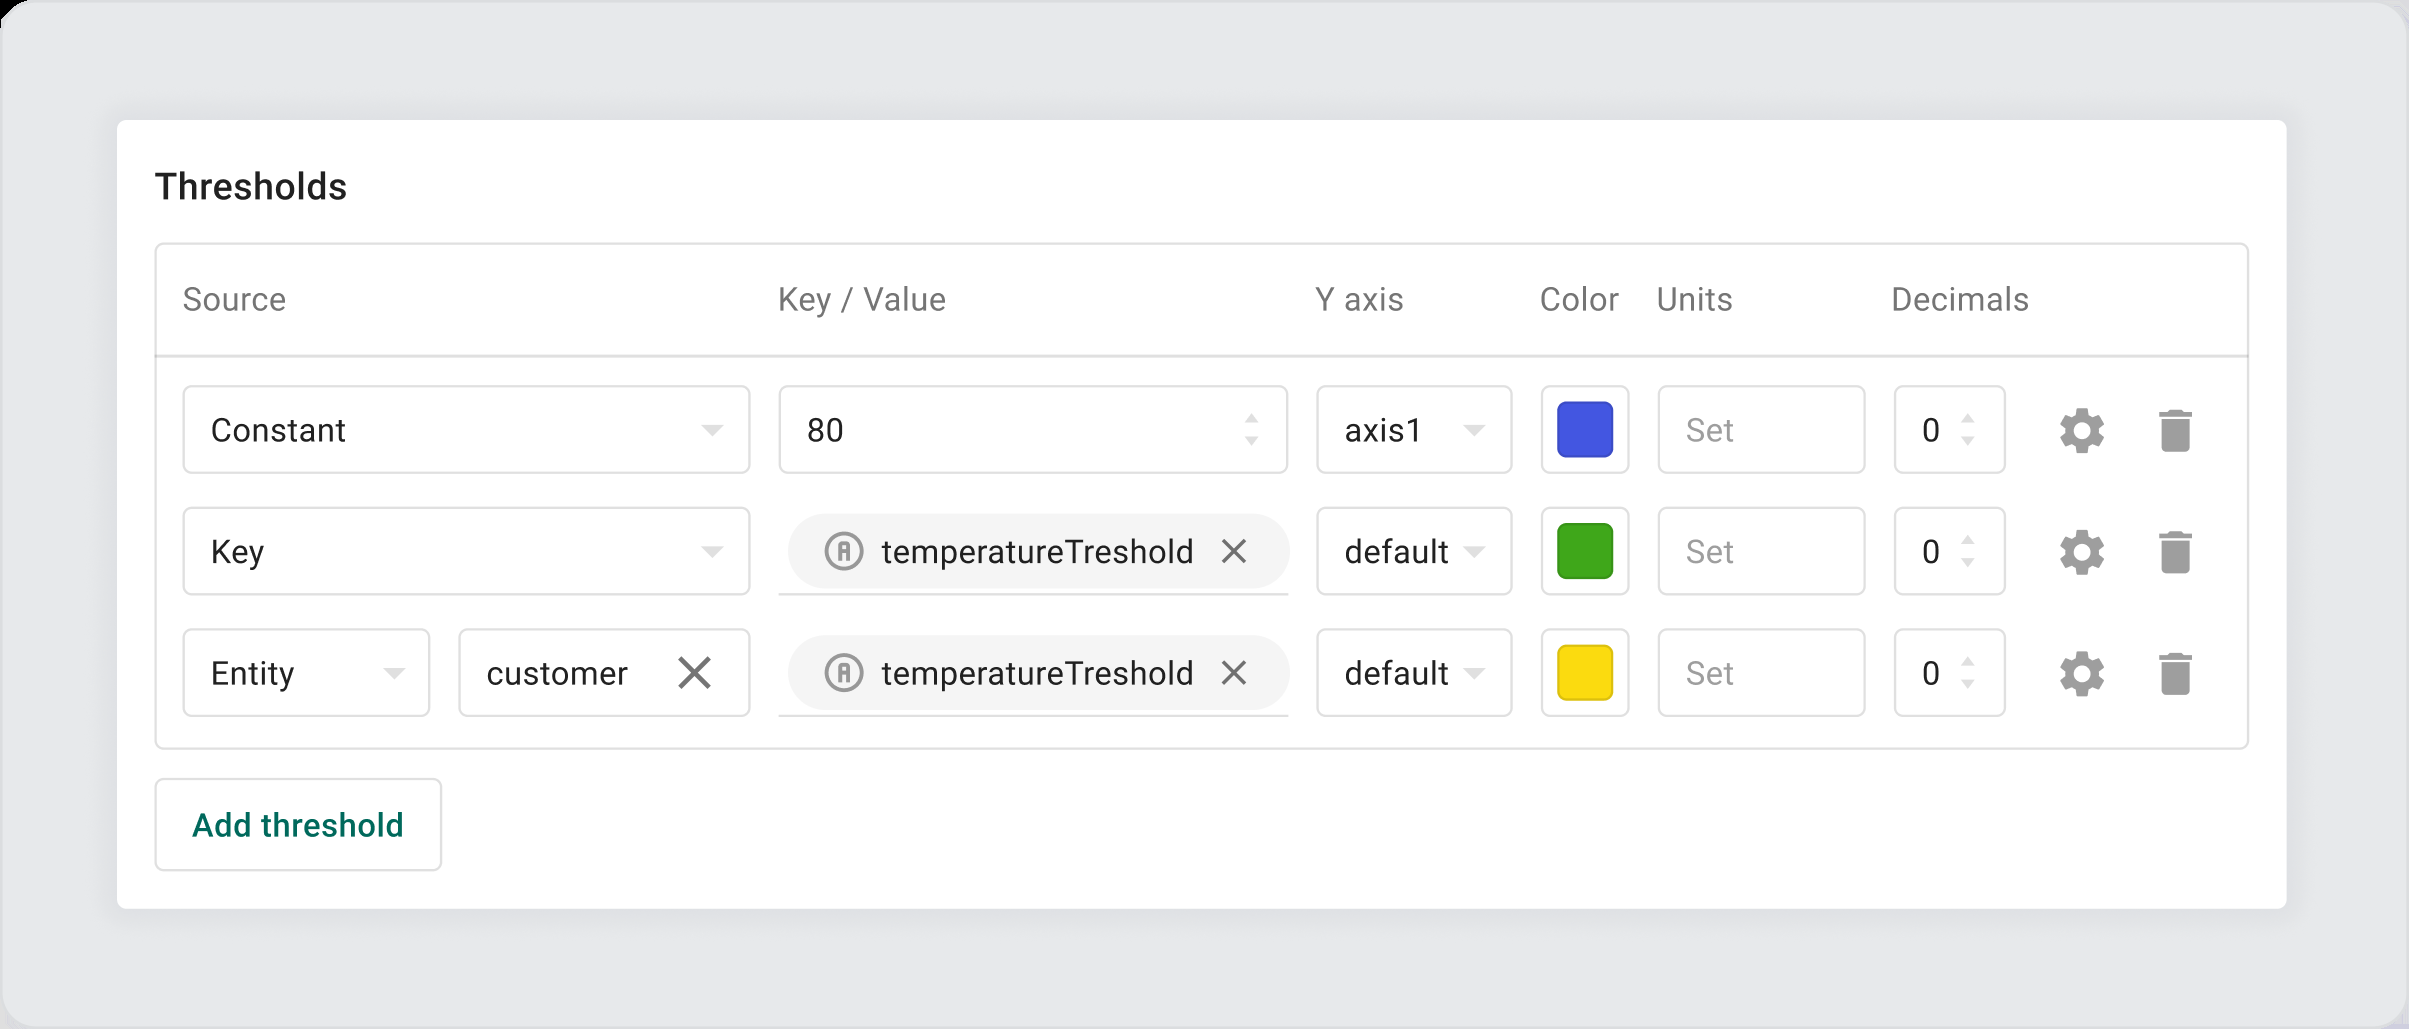 Thresholds
Source Key / Value Y axis Color Units Decimals
Constant 80 axis1 Set 0
Key A temperatureTreshold default Set 0
Entity customer A temperatureTreshold default Set 0
Add threshold